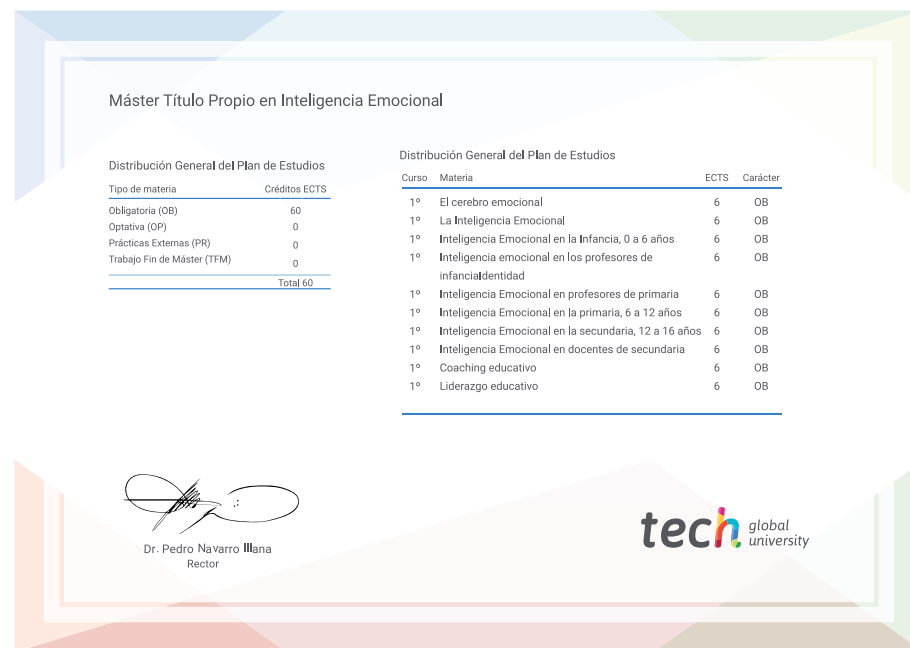 Máster Título Propio en Inteligencia Emocional
Distribución General del Plan de Estudios
Tipo de materia Créditos ECTS
Obligatoria (OB) 60
Optativa (OP) 0
Prácticas Externas (PR) 0
Trabajo Fin de Máster (TFM) 0
Total 60
Distribución General del Plan de Estudios
Curso Materia ECTS Carácter
1º El cerebro emocional 6 OB
1º La Inteligencia Emocional 6 OB
1º Inteligencia Emocional en la Infancia, 0 a 6 años 6 OB
1º Inteligencia emocional en los profesores de 6 OB
infanciaIdentidad
1º Inteligencia Emocional en profesores de primaria 6 OB
1º Inteligencia Emocional en la primaria, 6 a 12 años 6 OB
1º Inteligencia Emocional en la secundaria, 12 a 16 años 6 OB
1º Inteligencia Emocional en docentes de secundaria 6 OB
1º Coaching educativo 6 OB
1º Liderazgo educativo 6 OB
Dr. Pedro Navarro Illana
Rector
tech global
university